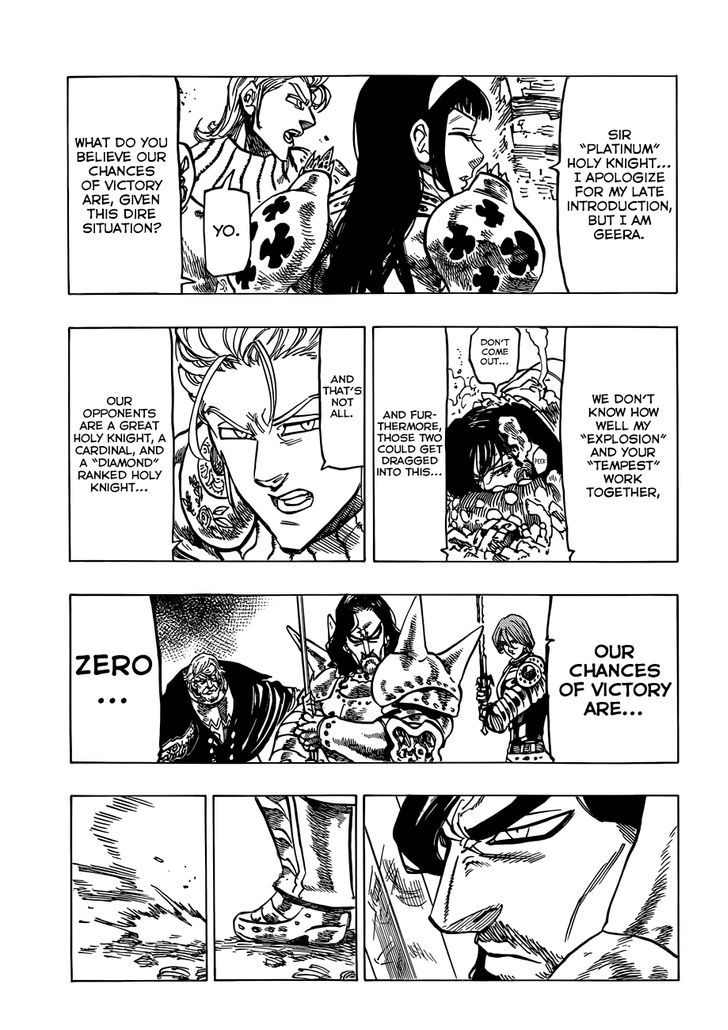 SIR
"PLATINUM"
HOLY KNIGHT...
I APOLOGIZE
FOR MY LATE
INTRODUCTION,
BUT I AM
GEERA.
YO.
WHAT DO YOU
BELIEVE OUR
CHANCES
OF VICTORY
ARE, GIVEN
THIS DIRE
SITUATION?
WE DON'T
KNOW HOW
WELL MY
"EXPLOSION"
AND YOUR
"TEMPEST"
WORK
TOGETHER,
DON'T
COME
OUT...
PEEK
AND FUR-
THERMORE,
THOSE TWO
COULD GET
DRAGGED
INTO THIS...
AND
THAT'S
NOT
ALL.
OUR
OPPONENTS
ARE A GREAT
HOLY KNIGHT, A
CARDINAL, AND
A "DIAMOND"
RANKED HOLY
KNIGHT...
OUR
CHANCES
OF VICTORY
ARE...
ZERO
...